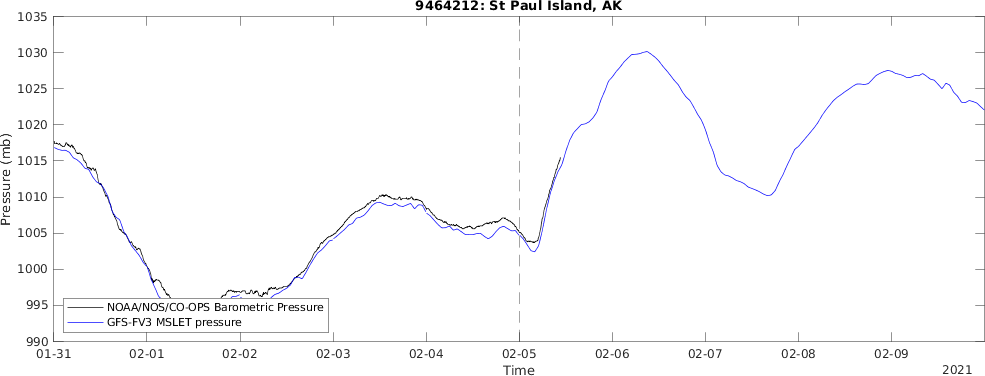 9464212: St Paul Island, AK
Pressure (mb)
1035
1030
1025
1020
1015
1010
1005
1000
995
990
NOAA/NOS/CO-OPS Barometric Pressure
GFS-FV3 MSLET pressure
01-31 02-01 02-02 02-03 02-04 02-05 02-06 02-07 02-08 02-09
Time
2021